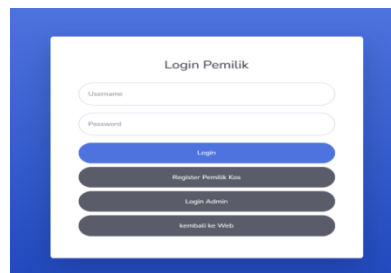 Login Pemilik
Username
Password
Login
Register Pemilik Kos
Login Admin
kembali ke Web